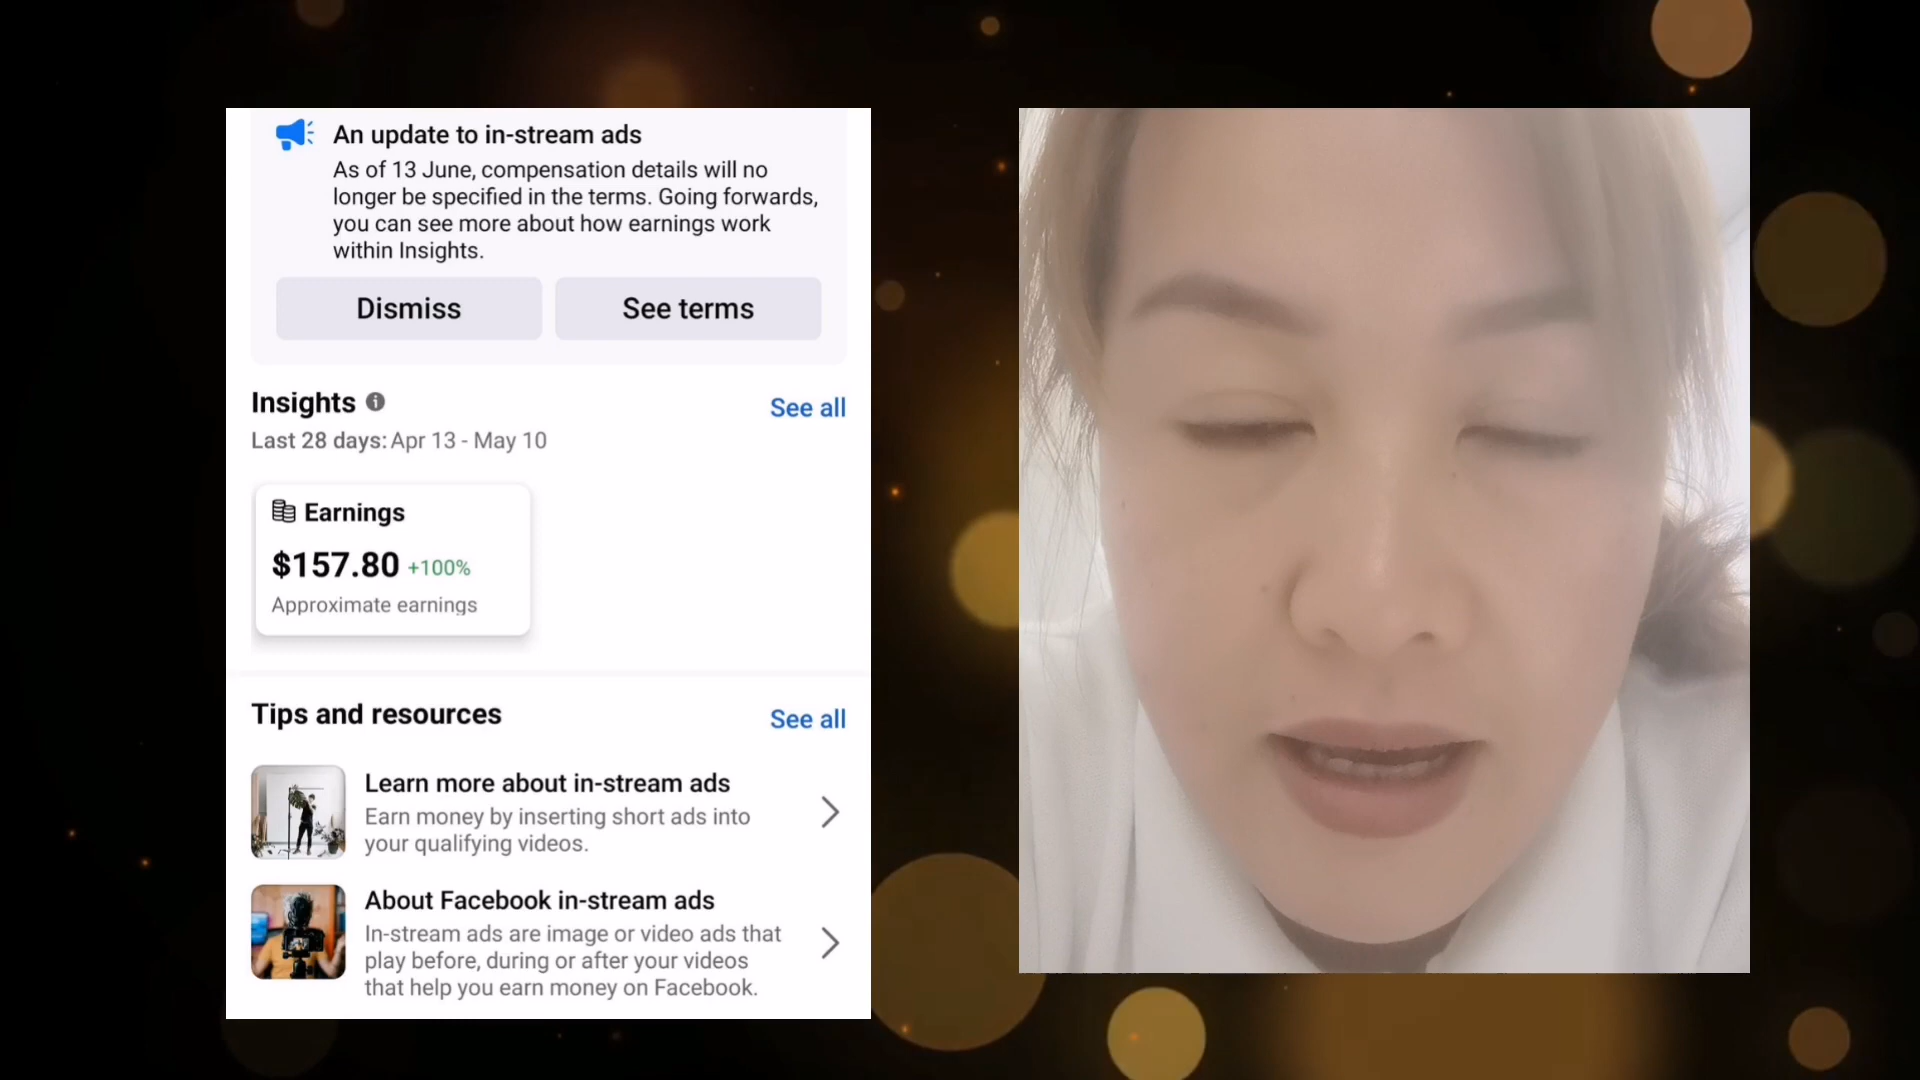 An update to in-stream ads
As of 13 June, compensation details will no
longer be specified in the terms. Going forwards,
you can see more about how earnings work
within Insights.
Dismiss
See terms
Insights
See all
Last 28 days: Apr 13 - May 10
Earnings
$157.80 +100%
Approximate earnings
Tips and resources
See all
Learn more about in-stream ads
Earn money by inserting short ads into
your qualifying videos.
About Facebook in-stream ads
In-stream ads are image or video ads that
play before, during or after your videos
that help you earn money on Facebook.